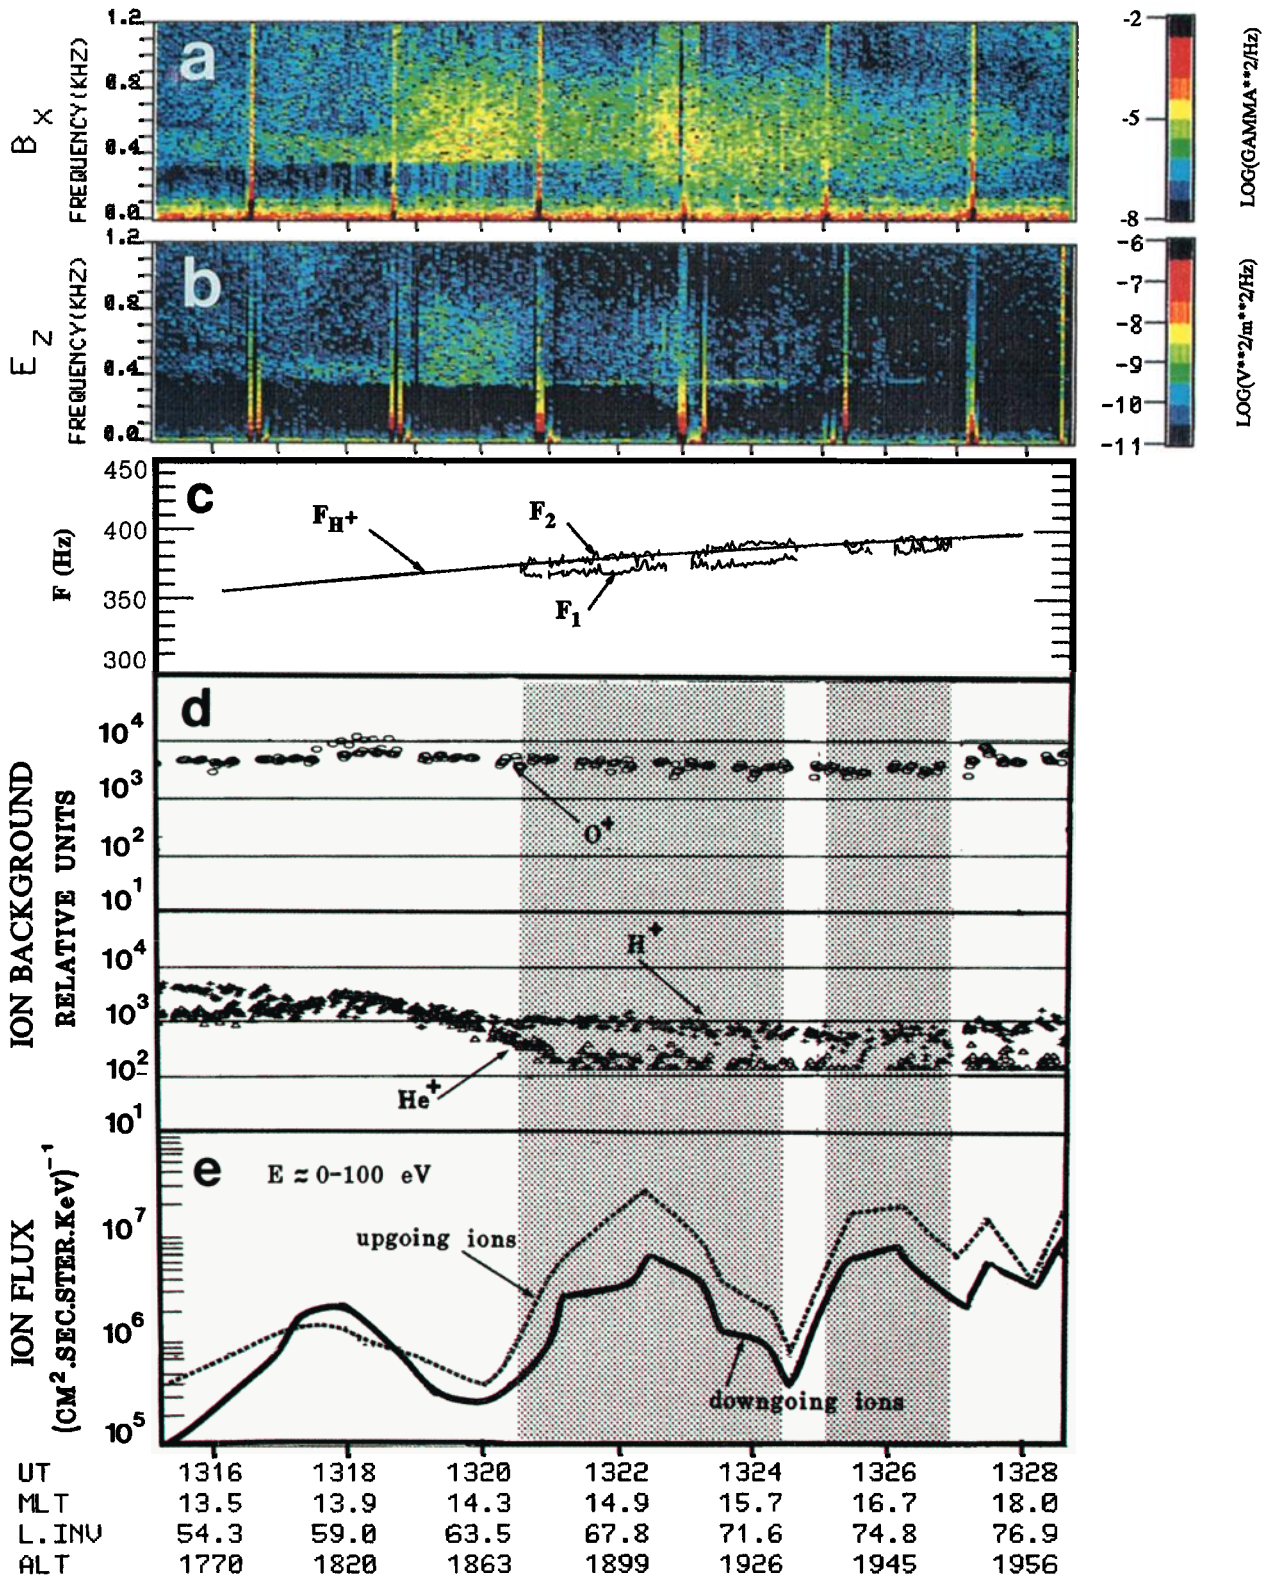 a
B X
FREQUENCY(KHZ)
1.2
0.8
0.4
0.0
-2
-5
-8
LOG(GAMMA**2/Hz)
b
E Z
FREQUENCY(KHZ)
1.2
0.8
0.4
0.0
-6
-7
-8
-9
-10
-11
LOG(V**2/m**2/Hz)
c
F (Hz)
450
400
350
300
F H+
F2
F1
d
ION BACKGROUND
RELATIVE UNITS
10^4
10^3
10^2
10^1
10^4
10^3
10^2
10^1
O+
H+
He+
e
E ≈ 0-100 eV
ION FLUX
(CM².SEC.STER.KeV)⁻¹
10^7
10^6
10^5
upgoing ions
downgoing ions
UT 1316 1318 1320 1322 1324 1326 1328
MLT 13.5 13.9 14.3 14.9 15.7 16.7 18.0
L.INV 54.3 59.0 63.5 67.8 71.6 74.8 76.9
ALT 1770 1820 1863 1899 1926 1945 1956